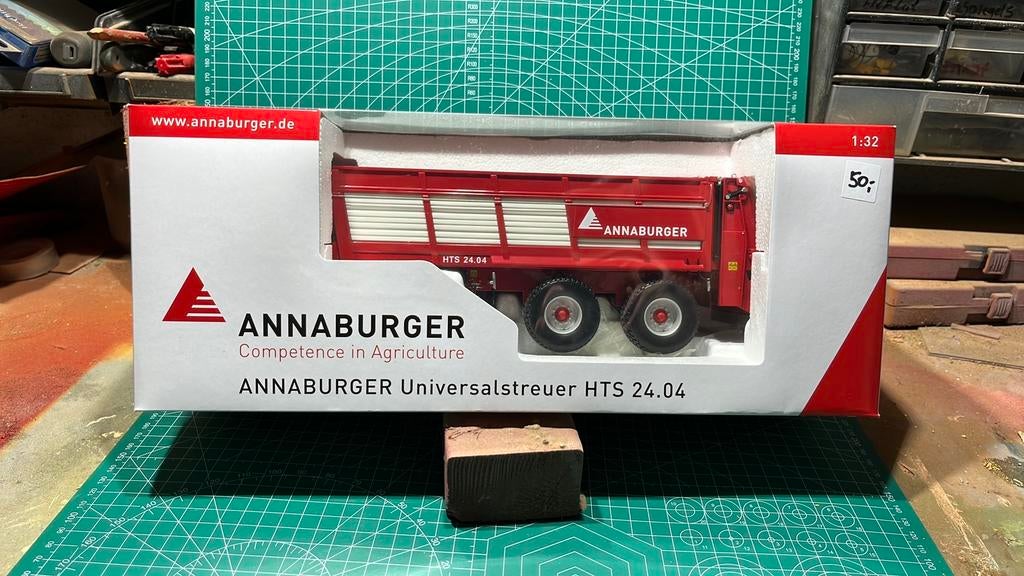 www.annaburger.de
1:32
50,-
ANNABURGER
HTS 24.04
ANNABURGER
Competence in Agriculture
ANNABURGER Universalstreuer HTS 24.04